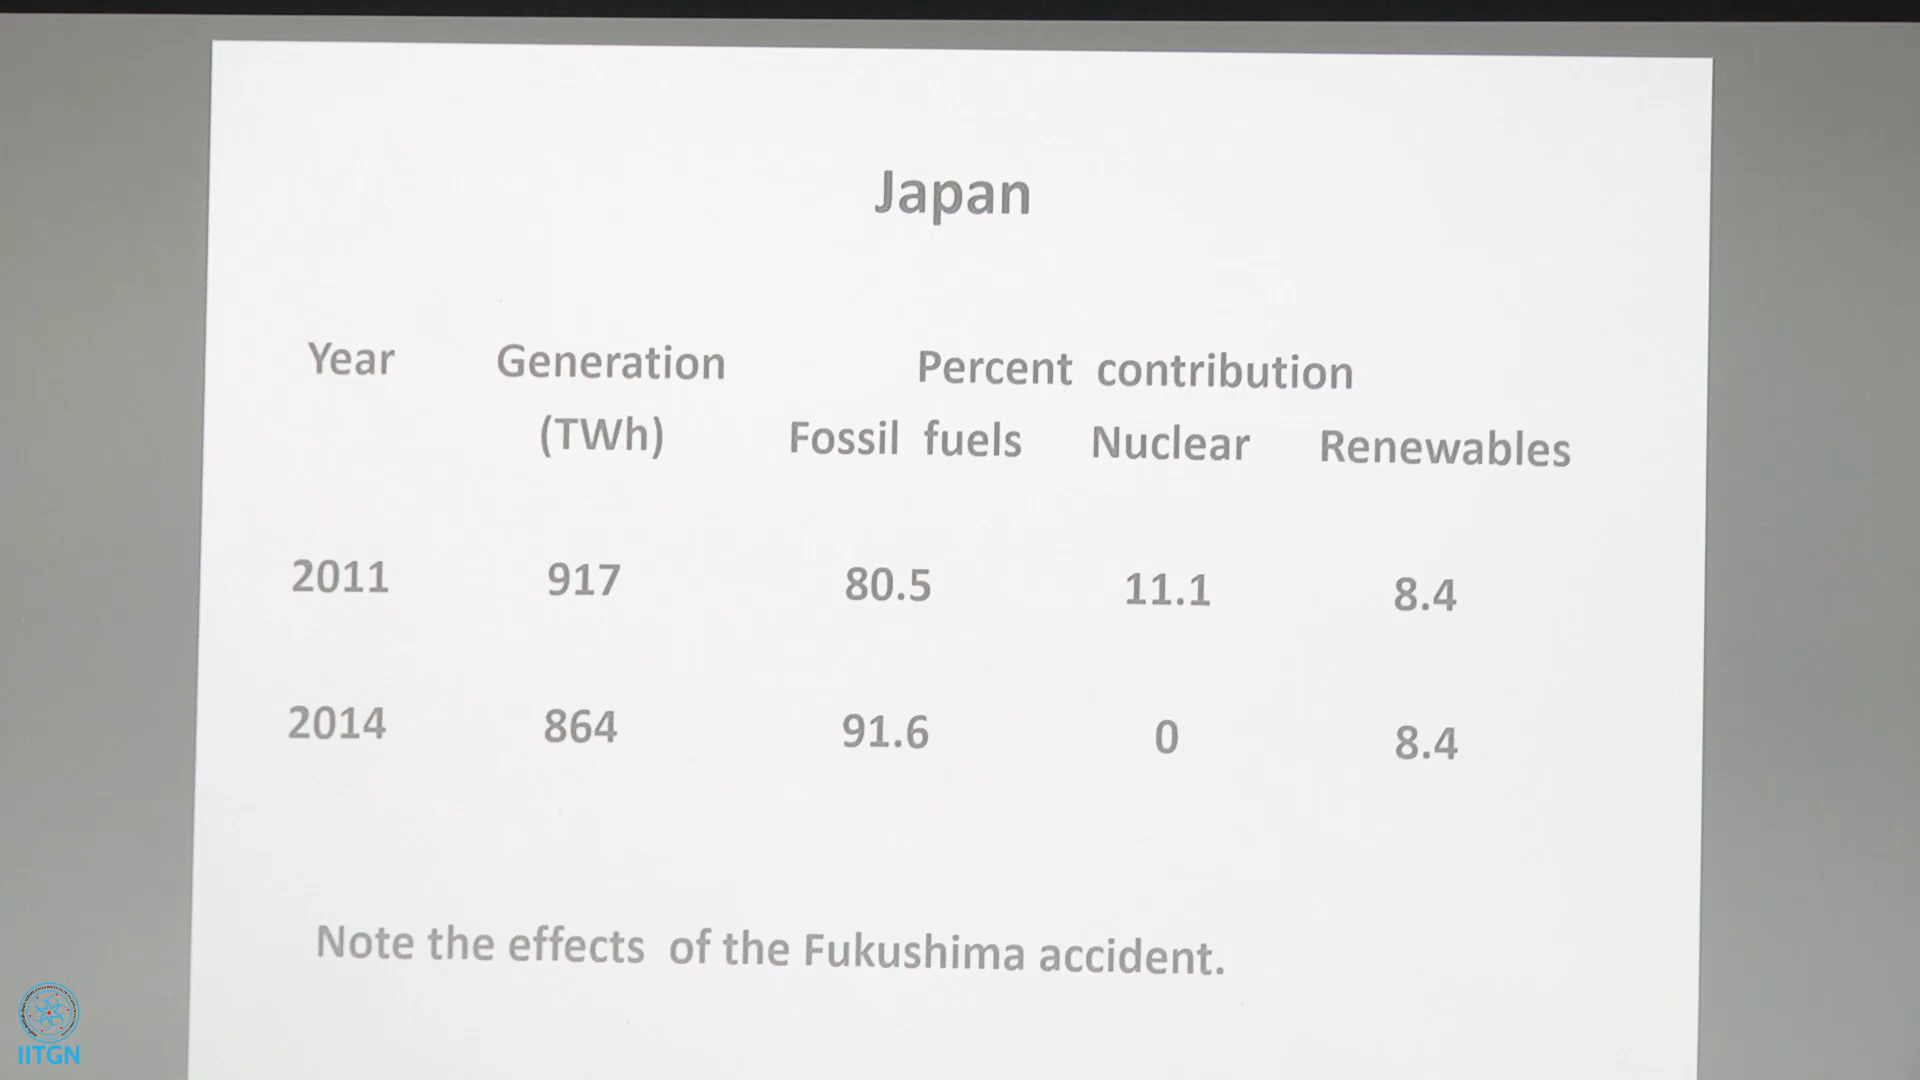 Japan
Year Generation Percent contribution
(TWh) Fossil fuels Nuclear Renewables
2011 917 80.5 11.1 8.4
2014 864 91.6 0 8.4
Note the effects of the Fukushima accident.
IITGN